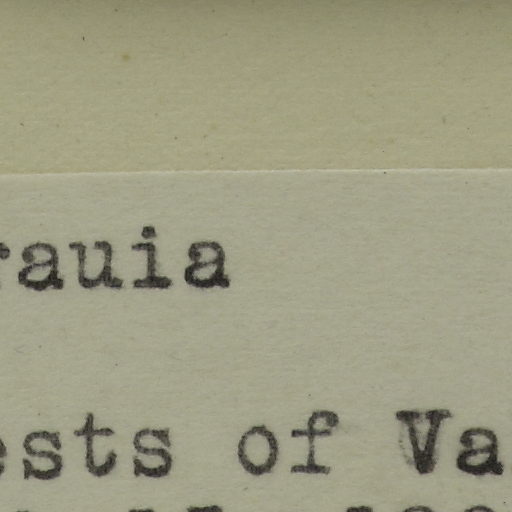 rauia
ests of Va